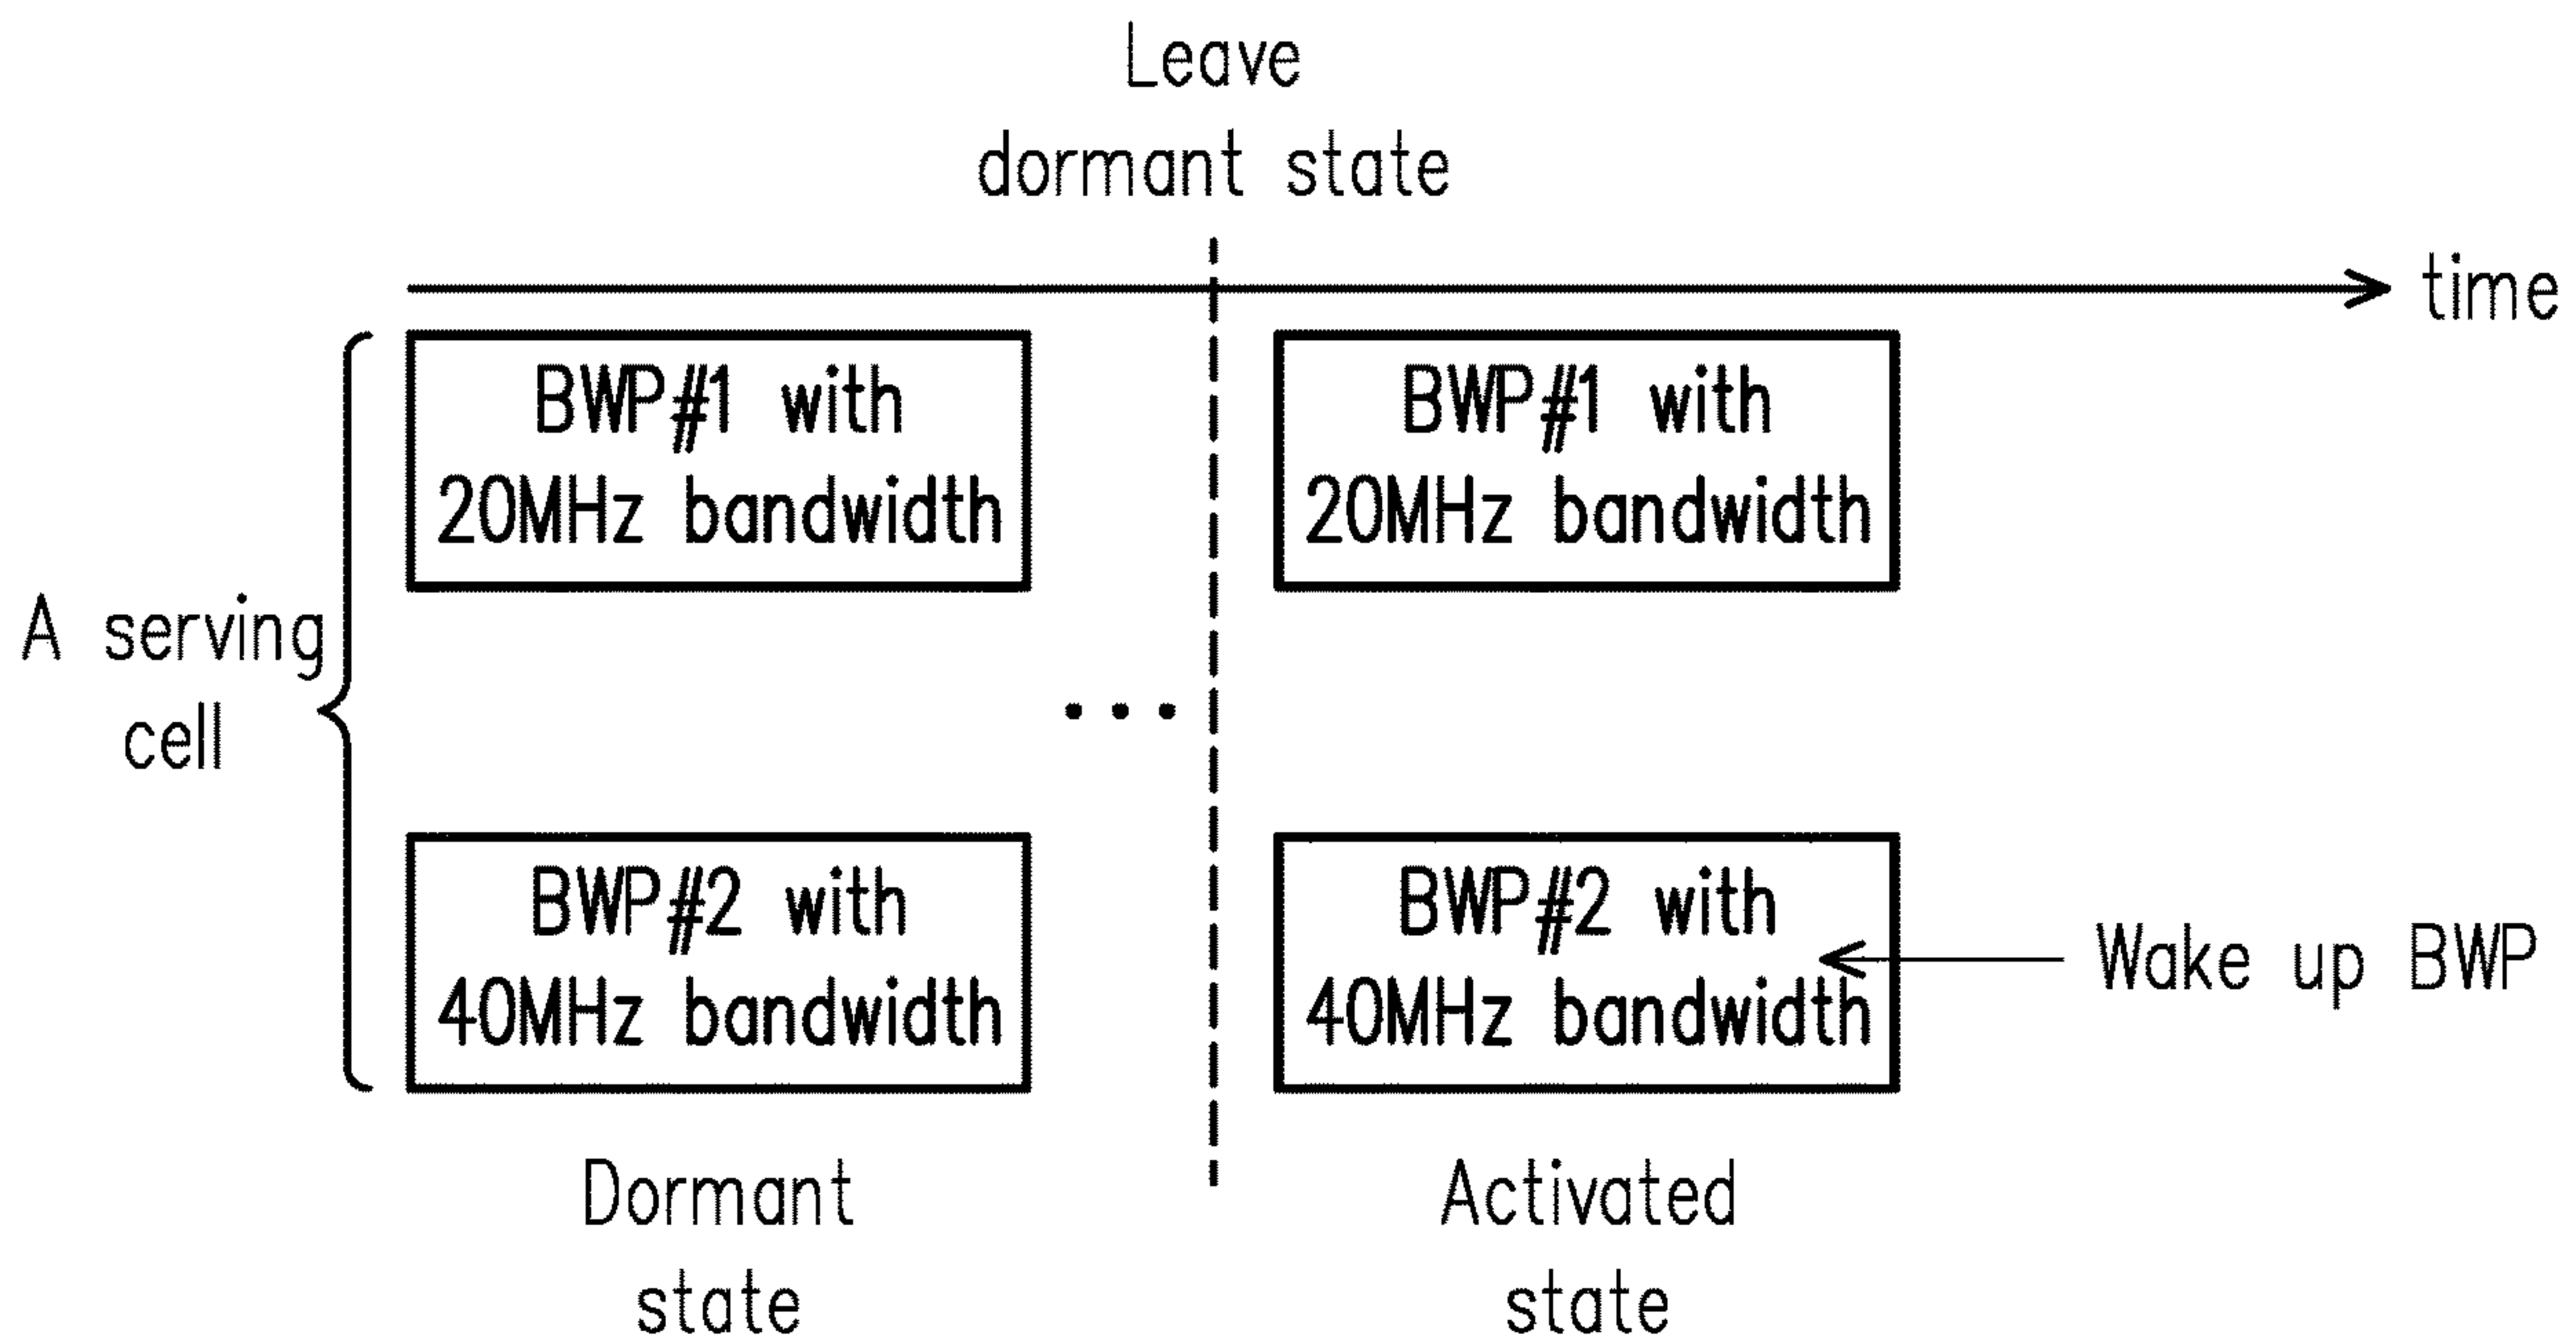 Leave
dormant state
time
BWP#1 with
20MHz bandwidth
BWP#1 with
20MHz bandwidth
A serving
cell
BWP#2 with
40MHz bandwidth
BWP#2 with
40MHz bandwidth
Wake up BWP
Dormant
state
Activated
state